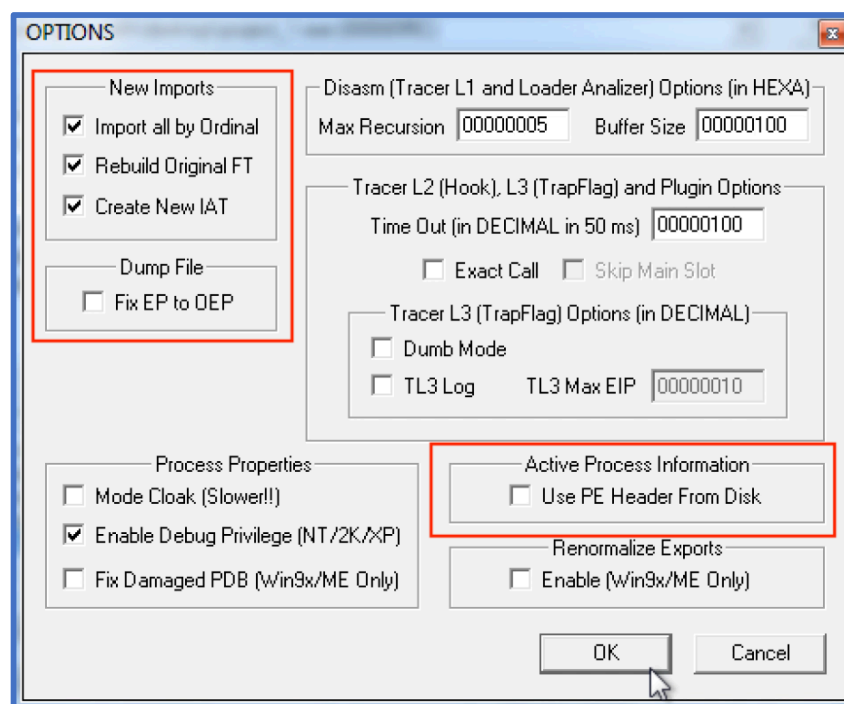 OPTIONS
New Imports
Import all by Ordinal
Rebuild Original FT
Create New IAT
Dump File
Fix EP to OEP
Disasm (Tracer L1 and Loader Analizer) Options (in HEXA)
Max Recursion 00000005 Buffer Size 00000100
Tracer L2 (Hook), L3 (TrapFlag) and Plugin Options
Time Out (in DECIMAL in 50 ms) 00000100
Exact Call Skip Main Slot
Tracer L3 (TrapFlag) Options (in DECIMAL)
Dumb Mode
TL3 Log TL3 Max EIP 00000010
Process Properties
Mode Cloak (Slower!!)
Enable Debug Privilege (NT/2K/XP)
Fix Damaged PDB (Win9x/ME Only)
Active Process Information
Use PE Header From Disk
Renormalize Exports
Enable (Win9x/ME Only)
OK Cancel